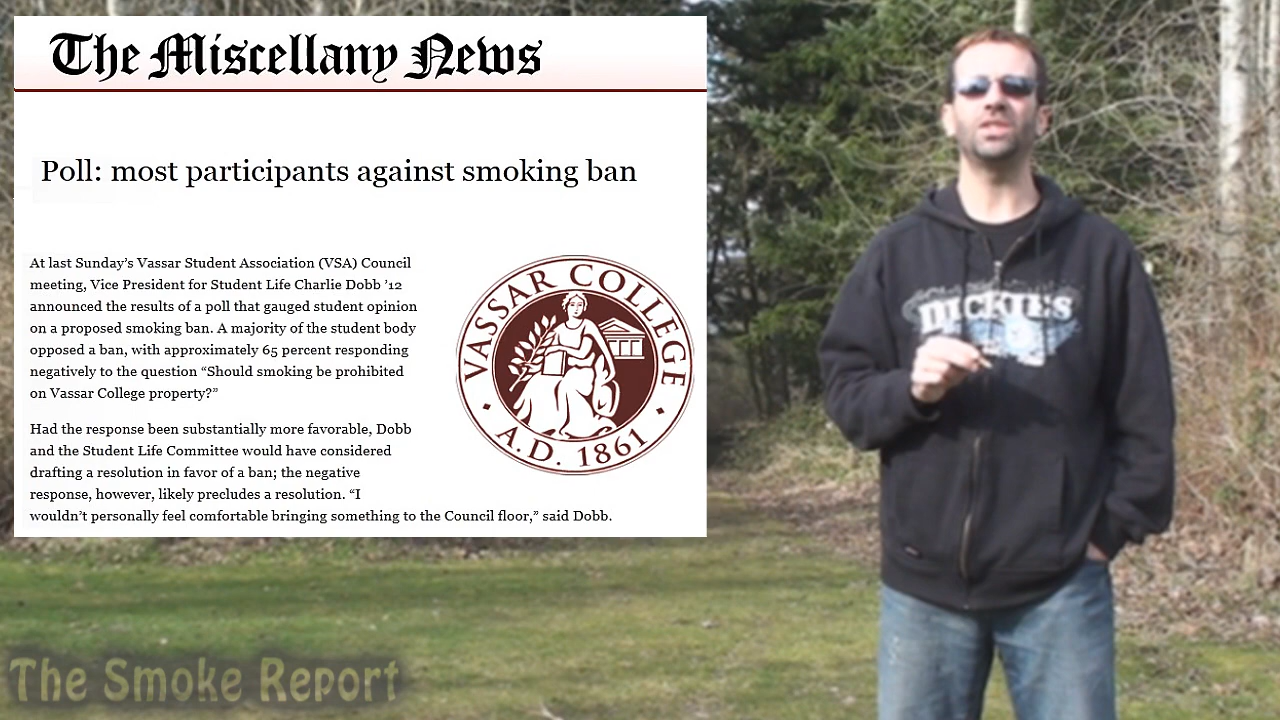 The Miscellany News
Poll: most participants against smoking ban
At last Sunday’s Vassar Student Association (VSA) Council
meeting, Vice President for Student Life Charlie Dobb ’12
announced the results of a poll that gauged student opinion
on a proposed smoking ban. A majority of the student body
opposed a ban, with approximately 65 percent responding
negatively to the question “Should smoking be prohibited
on Vassar College property?”
Had the response been substantially more favorable, Dobb
and the Student Life Committee would have considered
drafting a resolution in favor of a ban; the negative
response, however, likely precludes a resolution. “I
wouldn’t personally feel comfortable bringing something to the Council floor,” said Dobb.
VASSAR COLLEGE
A.D. 1861
DICKIES
The Smoke Report